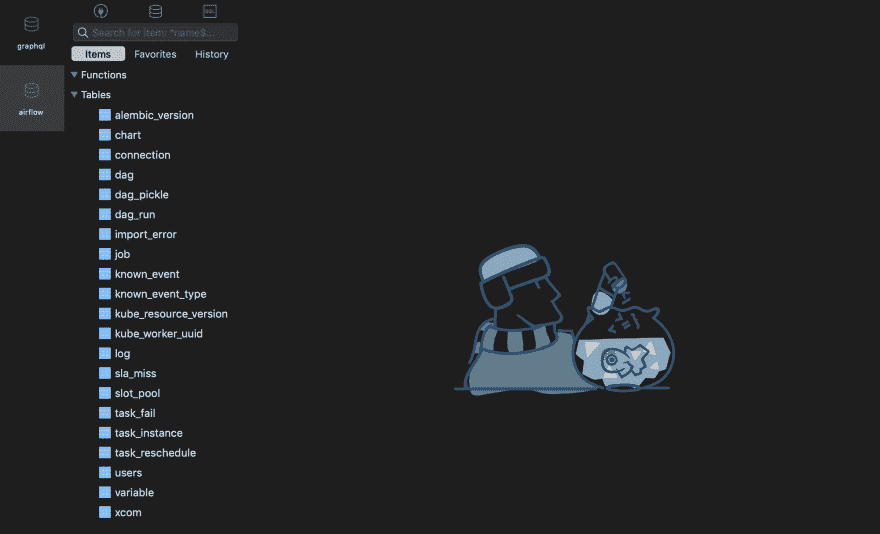 graphql
airflow
SQL
Search for item: ^name$...
Items Favorites History
Functions
Tables
alembic_version
chart
connection
dag
dag_pickle
dag_run
import_error
job
known_event
known_event_type
kube_resource_version
kube_worker_uuid
log
sla_miss
slot_pool
task_fail
task_instance
task_reschedule
users
variable
xcom